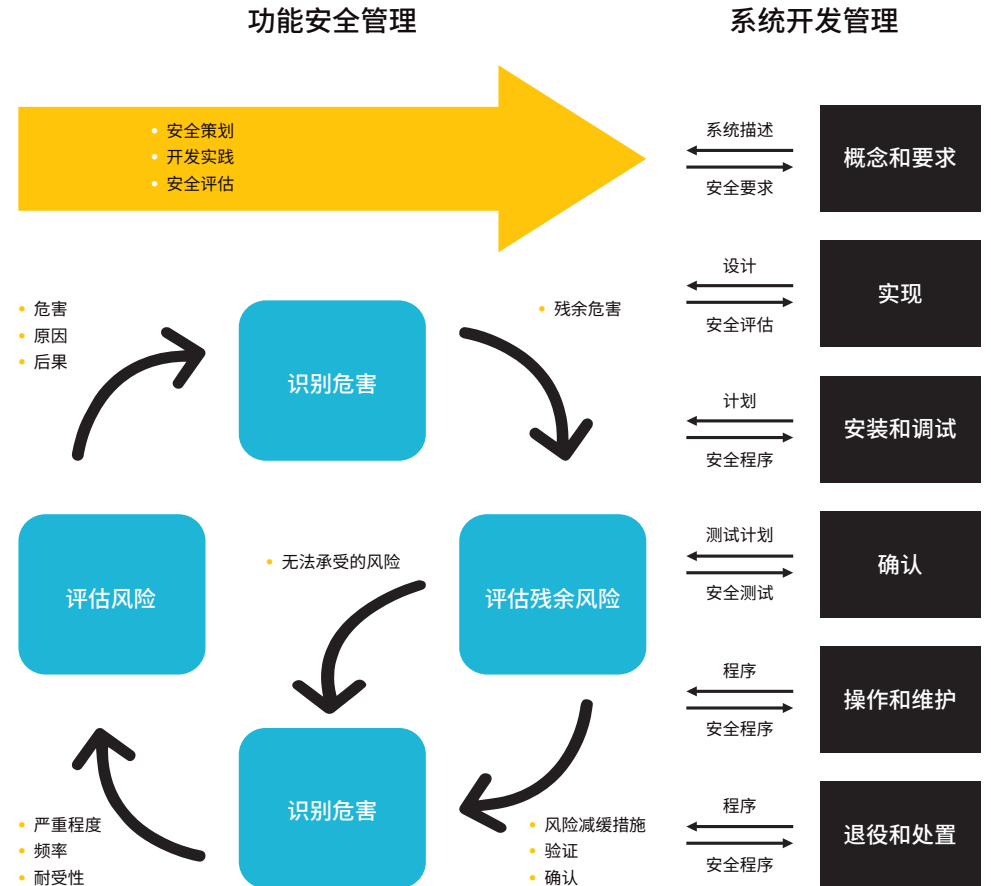 功能安全管理
系统开发管理
安全策划
开发实践
安全评估
系统描述
安全要求
概念和要求
设计
安全评估
实现
危害
原因
后果
残余危害
识别危害
计划
安全程序
安装和调试
评估风险
无法承受的风险
评估残余风险
测试计划
安全测试
确认
程序
安全程序
操作和维护
识别危害
严重程度
频率
耐受性
风险减缓措施
验证
确认
程序
安全程序
退役和处置